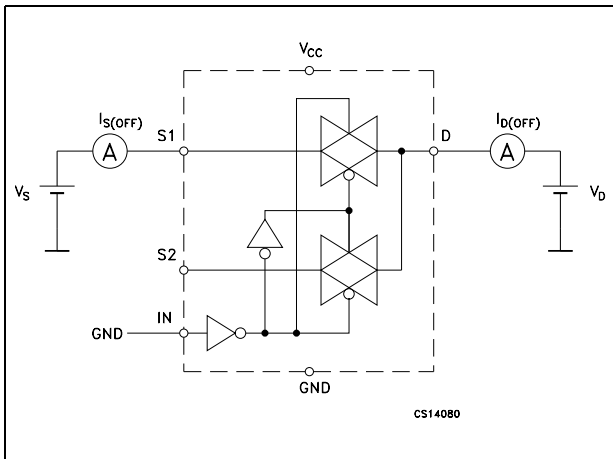 VCC
IS(OFF)
S1
D
ID(OFF)
A
A
VS
VD
S2
IN
GND
GND
CS14080